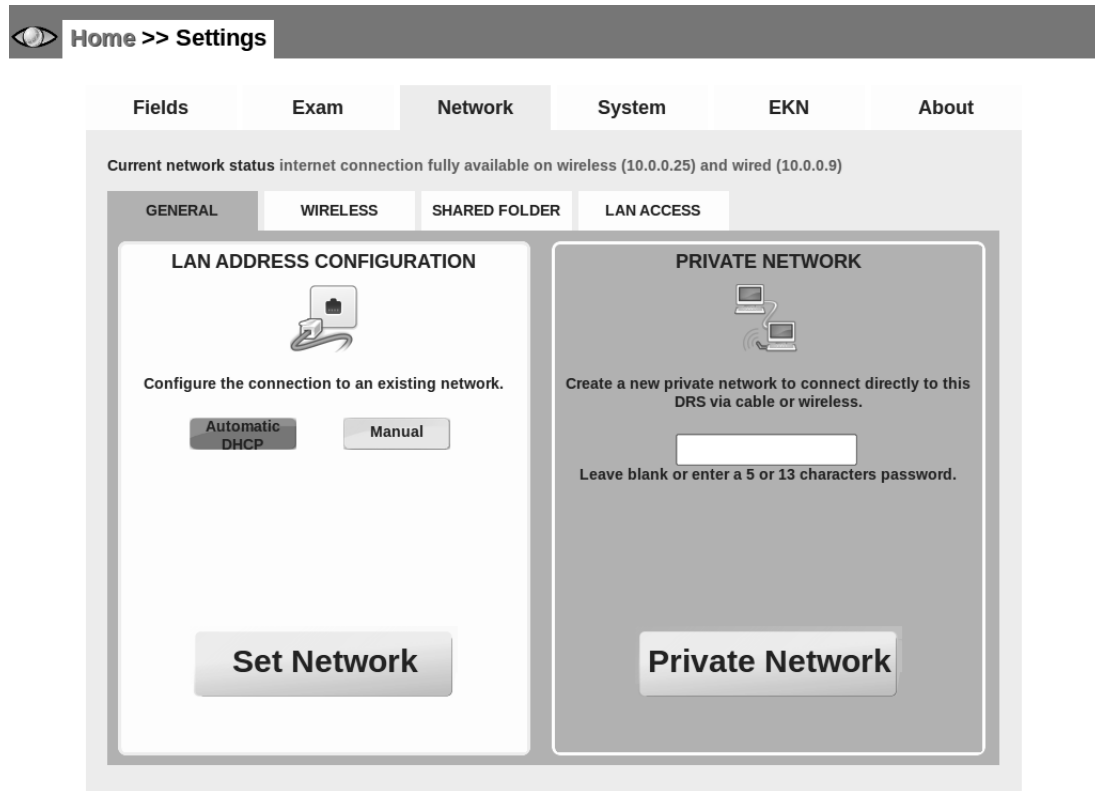 Home >> Settings
Fields Exam Network System EKN About
Current network status internet connection fully available on wireless (10.0.0.25) and wired (10.0.0.9)
GENERAL WIRELESS SHARED FOLDER LAN ACCESS
LAN ADDRESS CONFIGURATION
Configure the connection to an existing network.
Automatic
DHCP
Manual
Set Network
PRIVATE NETWORK
Create a new private network to connect directly to this
DRS via cable or wireless.
Leave blank or enter a 5 or 13 characters password.
Private Network